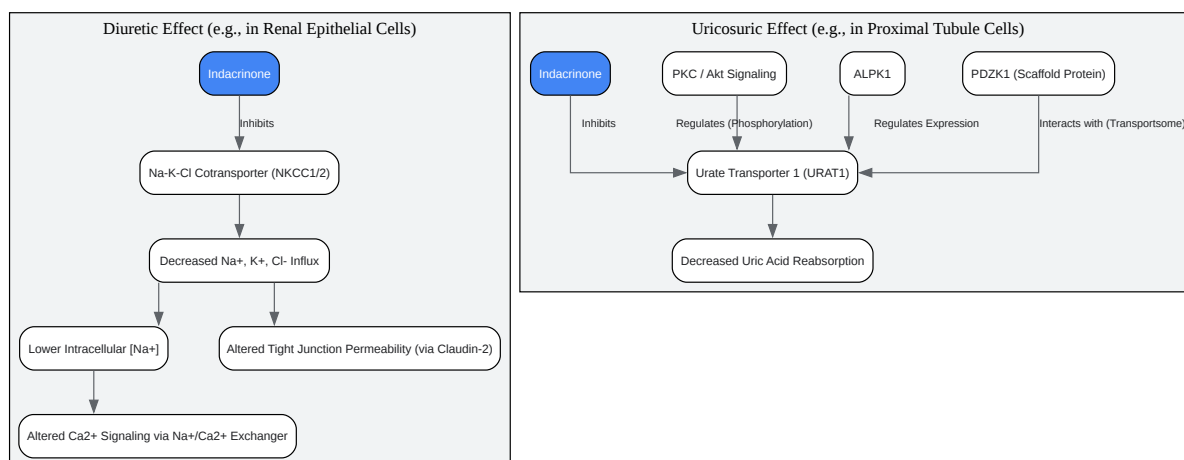 Diuretic Effect (e.g., in Renal Epithelial Cells)
Indacrinone
Inhibits
Na-K-Cl Cotransporter (NKCC1/2)
Decreased Na+, K+, Cl- Influx
Lower Intracellular [Na+]
Altered Tight Junction Permeability (via Claudin-2)
Altered Ca2+ Signaling via Na+/Ca2+ Exchanger
Uricosuric Effect (e.g., in Proximal Tubule Cells)
Indacrinone
PKC / Akt Signaling
ALPK1
PDZK1 (Scaffold Protein)
Inhibits
Regulates (Phosphorylation)
Regulates Expression
Interacts with (Transportsome)
Urate Transporter 1 (URAT1)
Decreased Uric Acid Reabsorption